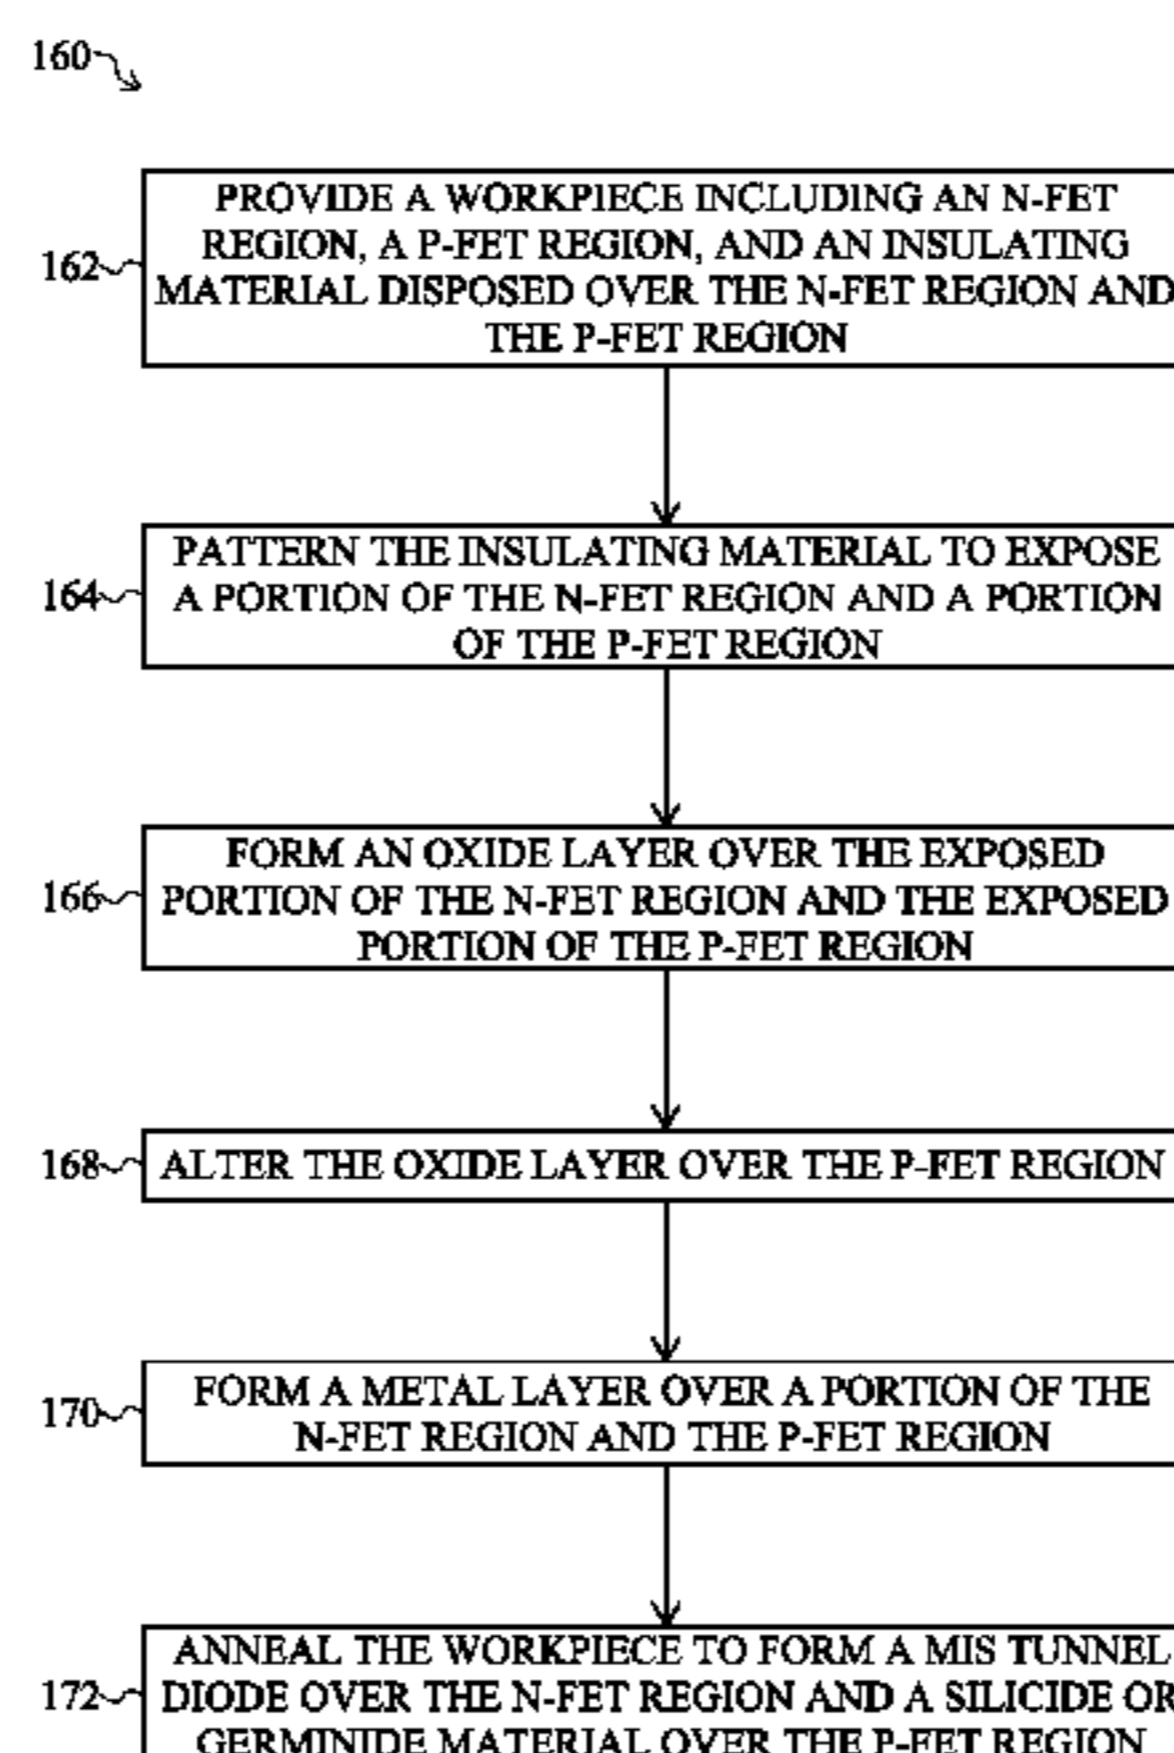 160
162
PROVIDE A WORKPIECE INCLUDING AN N-FET
REGION, A P-FET REGION, AND AN INSULATING
MATERIAL DISPOSED OVER THE N-FET REGION AND
THE P-FET REGION
164
PATTERN THE INSULATING MATERIAL TO EXPOSE
A PORTION OF THE N-FET REGION AND A PORTION
OF THE P-FET REGION
166
FORM AN OXIDE LAYER OVER THE EXPOSED
PORTION OF THE N-FET REGION AND THE EXPOSED
PORTION OF THE P-FET REGION
168
ALTER THE OXIDE LAYER OVER THE P-FET REGION
170
FORM A METAL LAYER OVER A PORTION OF THE
N-FET REGION AND THE P-FET REGION
172
ANNEAL THE WORKPIECE TO FORM A MIS TUNNEL
DIODE OVER THE N-FET REGION AND A SILICIDE OR
GERMINIDE MATERIAL OVER THE P-FET REGION